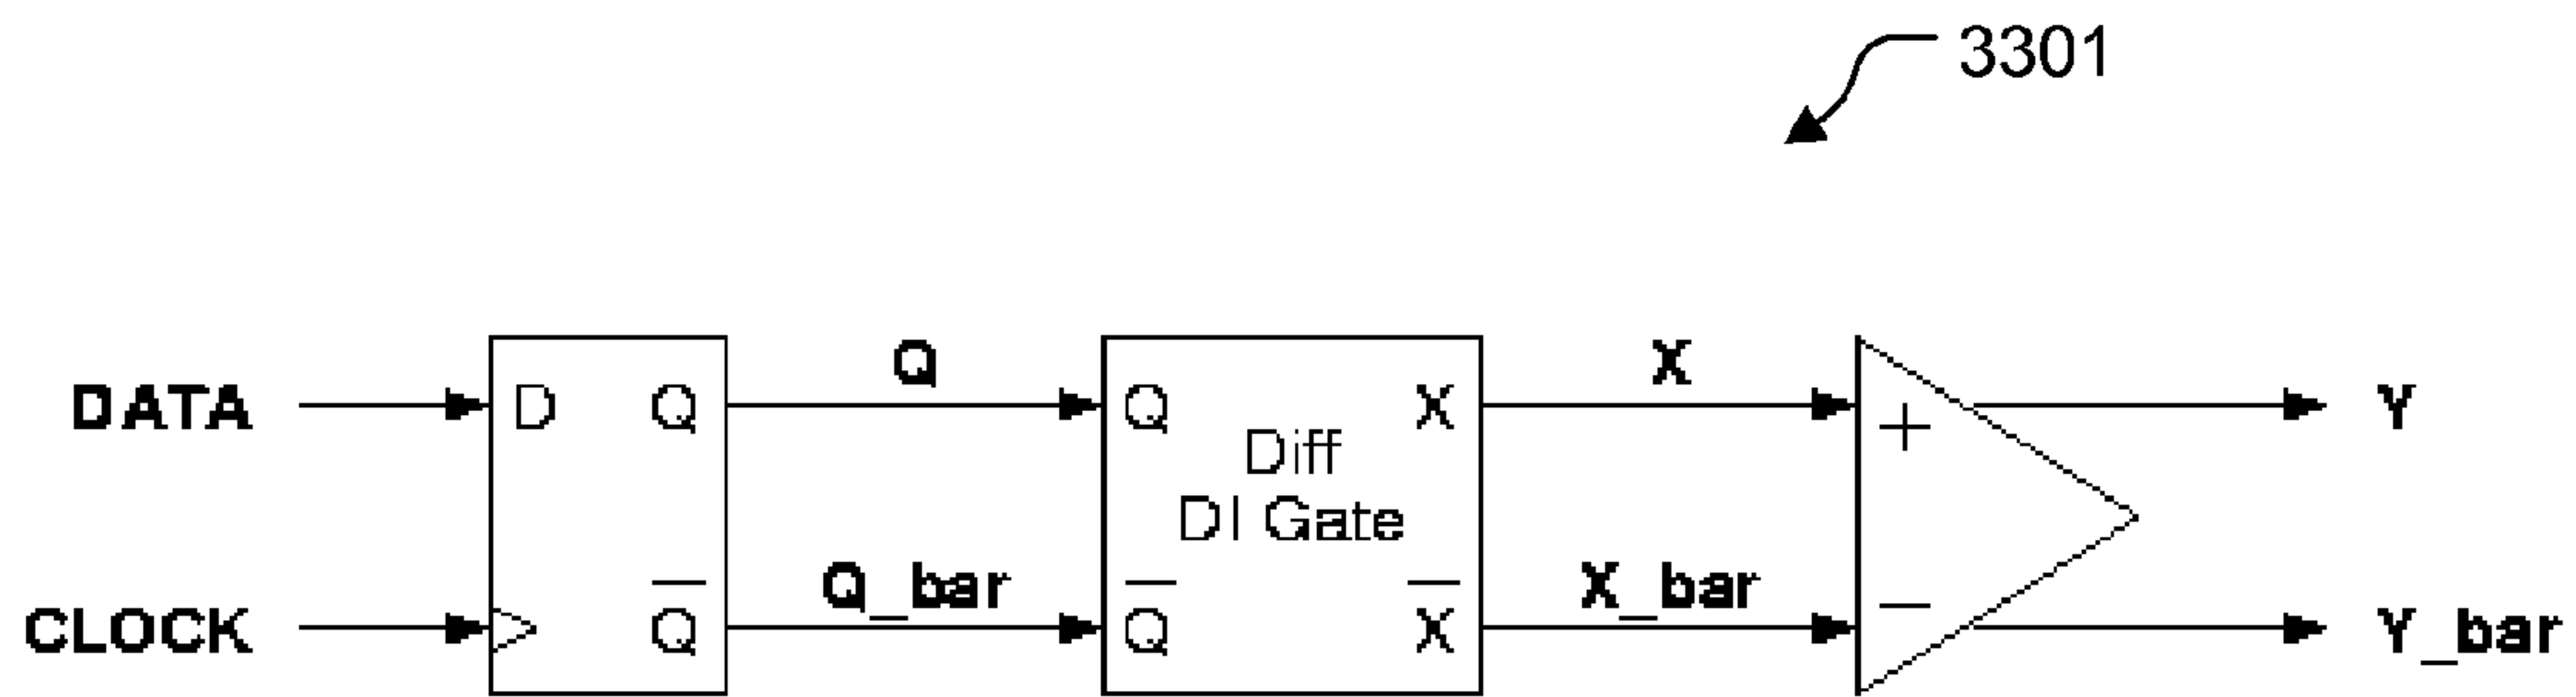 3301
Q X
DATA D Q Q X + Y
Diff
DI Gate
Q_bar X_bar
CLOCK Q̅ Q̅ X̅ − Y_bar